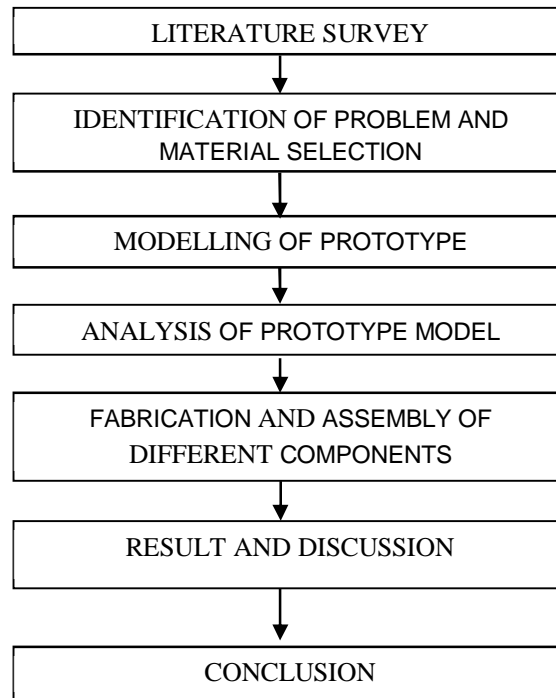 LITERATURE SURVEY
IDENTIFICATION OF PROBLEM AND
MATERIAL SELECTION
MODELLING OF PROTOTYPE
ANALYSIS OF PROTOTYPE MODEL
FABRICATION AND ASSEMBLY OF
DIFFERENT COMPONENTS
RESULT AND DISCUSSION
CONCLUSION